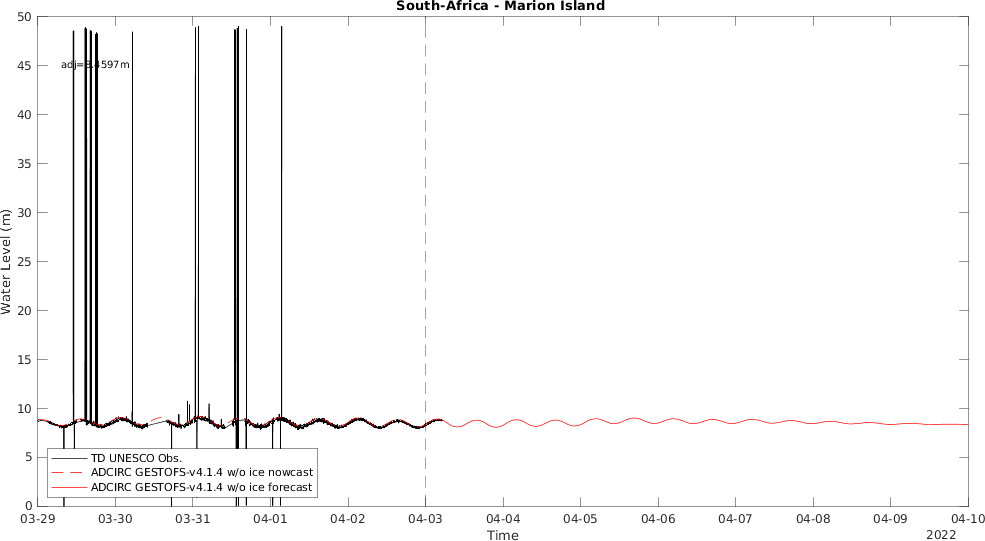 South-Africa - Marion Island
50
45
40
35
30
25
20
15
10
5
0
Water Level (m)
TD UNESCO Obs.
ADCIRC GESTOFS-v4.1.4 w/o ice nowcast
ADCIRC GESTOFS-v4.1.4 w/o ice forecast
03-29 03-30 03-31 04-01 04-02 04-03 04-04 04-05 04-06 04-07 04-08 04-09 04-10
Time
2022